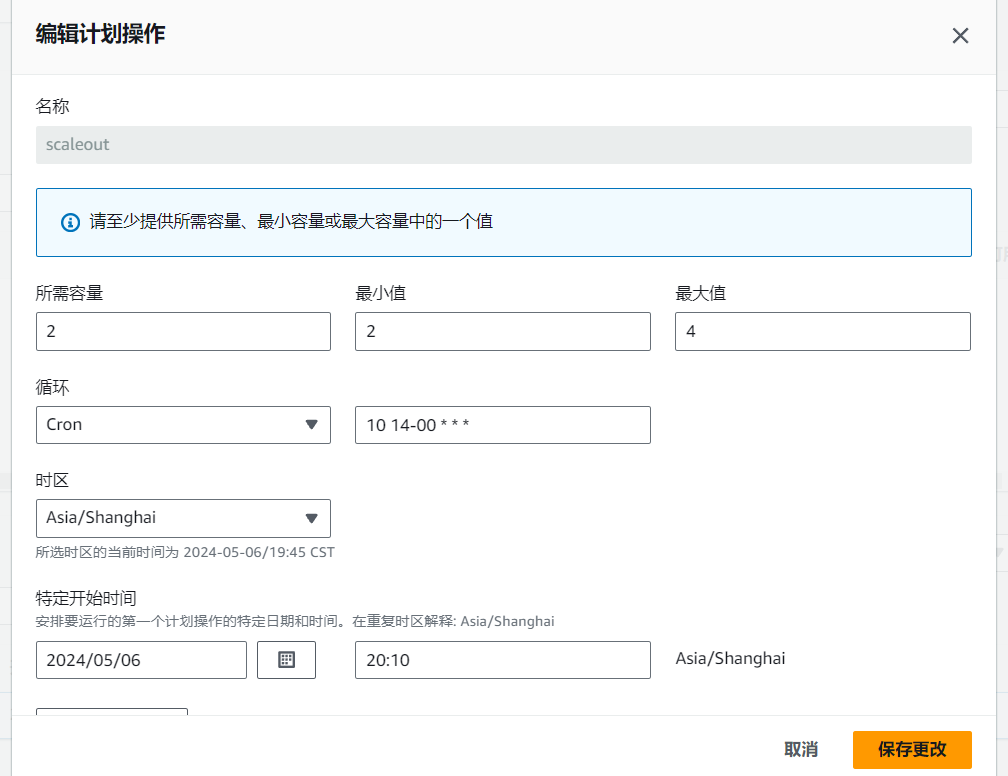 编辑计划操作
名称
scaleout
请至少提供所需容量、最小容量或最大容量中的一个值
所需容量 最小值 最大值
2 2 4
循环
Cron 10 14-00 * * *
时区
Asia/Shanghai
所选时区的当前时间为 2024-05-06/19:45 CST
特定开始时间
安排要运行的第一个计划操作的特定日期和时间。在重复时区解释: Asia/Shanghai
2024/05/06 20:10 Asia/Shanghai
取消 保存更改